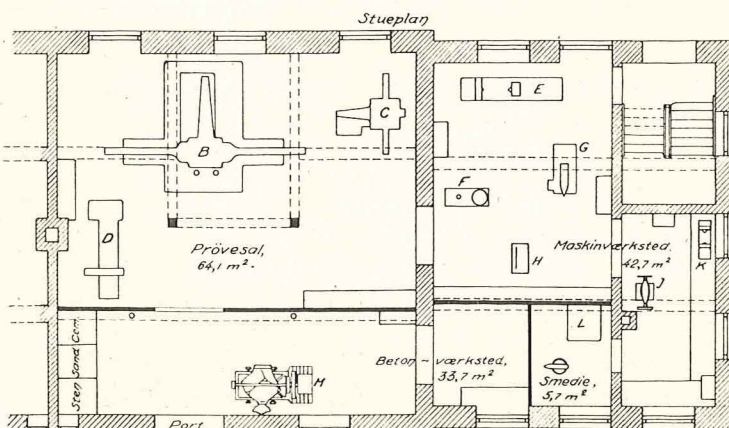 Stueplan
B
C
D
Prövesal,
64,1 m².
E
F
G
H
Maskinværksted.
42,7 m²
K
J
L
Beton-værksted,
33,7 m²
Smedie,
5,7 m²
Sten Sand Cem.
M
Port